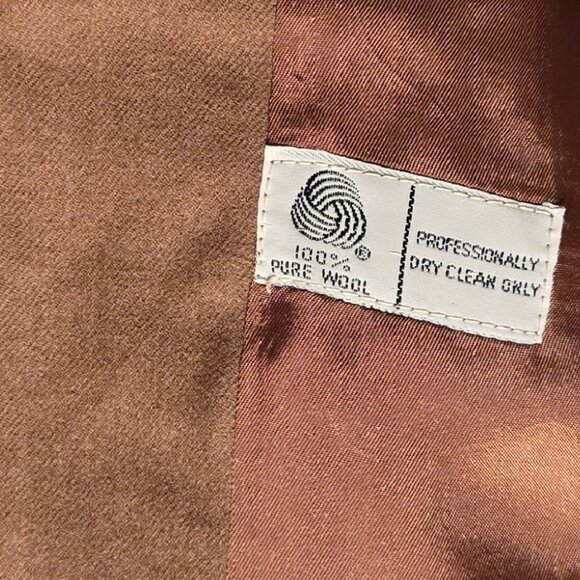 100% ®
PURE WOOL
PROFESSIONALLY
DRY CLEAN ONLY